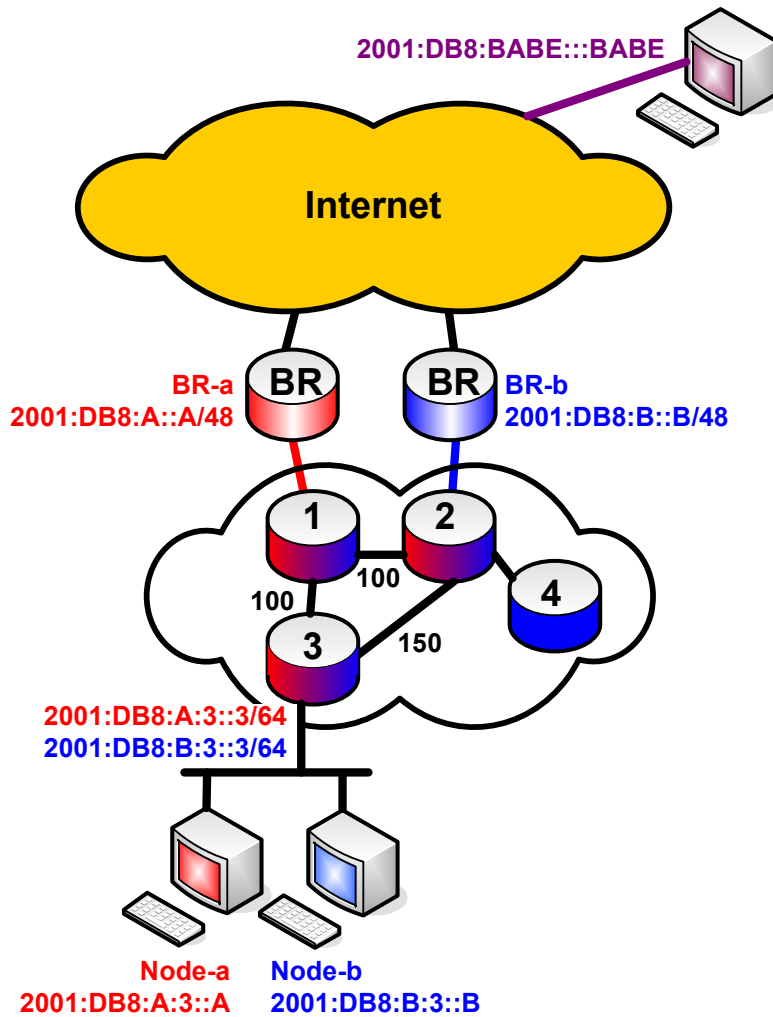 2001:DB8:BABE:::BABE
Internet
BR
BR
BR-a
2001:DB8:A::A/48
BR-b
2001:DB8:B::B/48
1
2
100
4
100
3
150
2001:DB8:A:3::3/64
2001:DB8:B:3::3/64
Node-a
2001:DB8:A:3::A
Node-b
2001:DB8:B:3::B